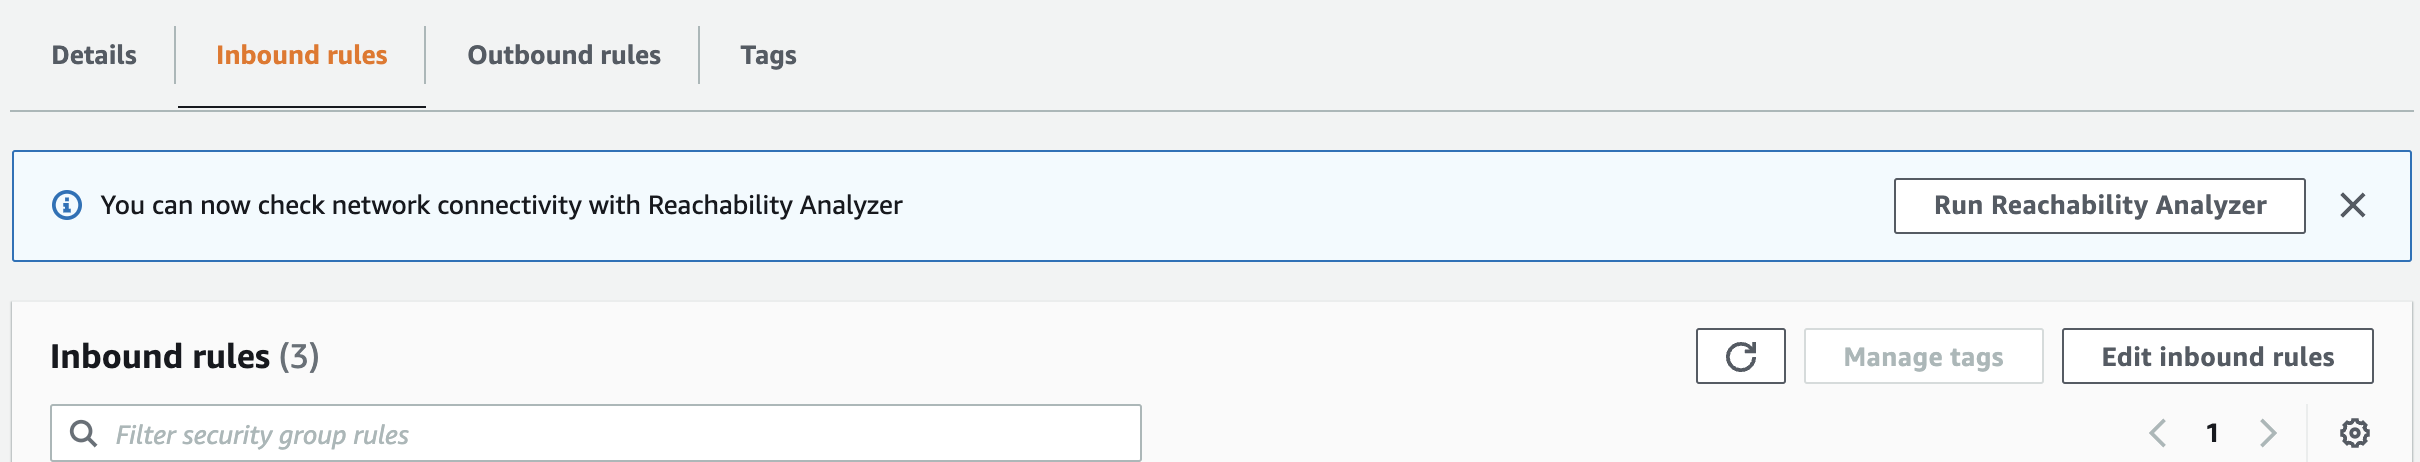 Details Inbound rules Outbound rules Tags
You can now check network connectivity with Reachability Analyzer Run Reachability Analyzer
Inbound rules (3) Manage tags Edit inbound rules
Filter security group rules 1